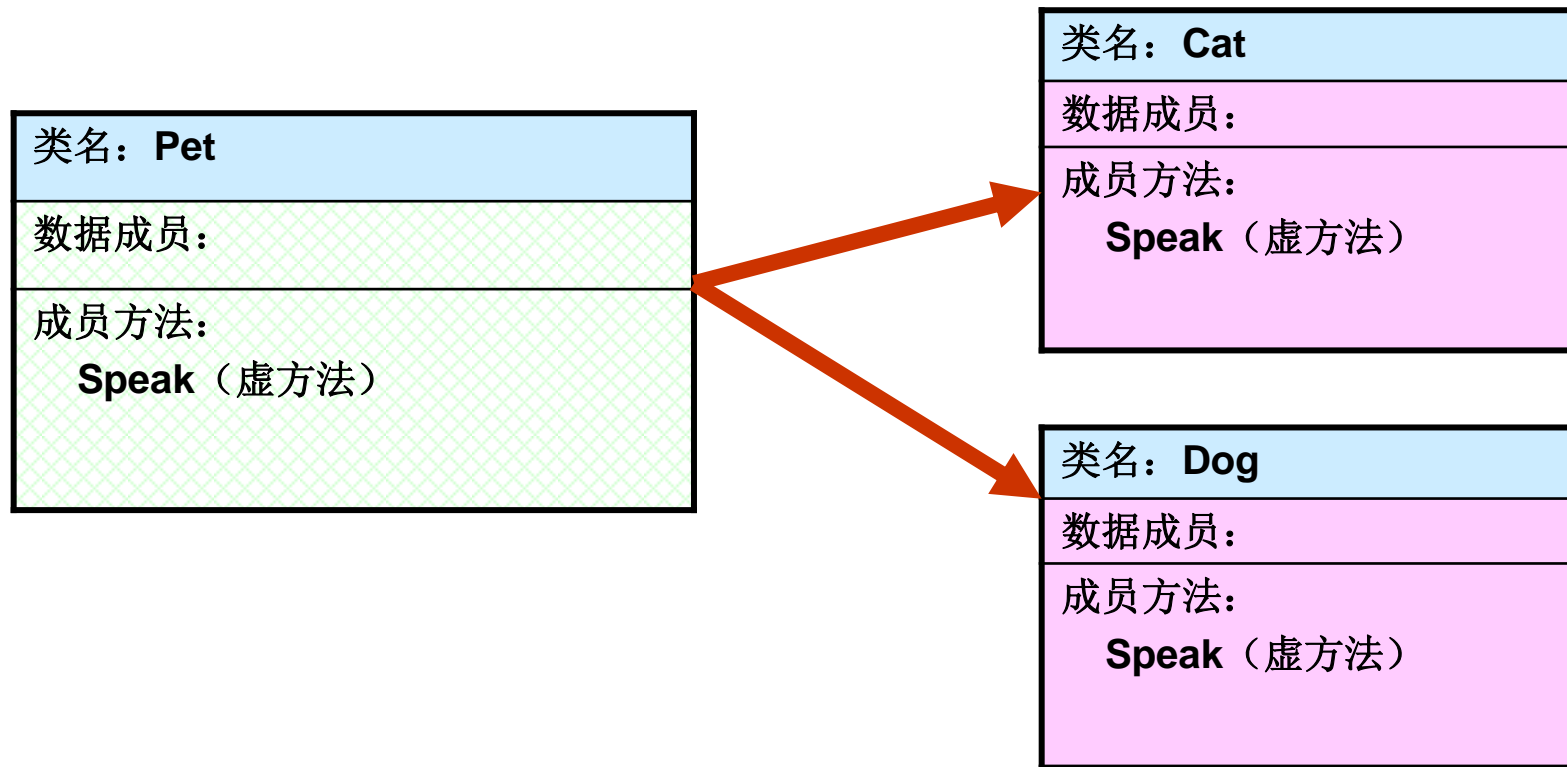 类名：Pet
数据成员：
成员方法：
Speak（虚方法）
类名：Cat
数据成员：
成员方法：
Speak（虚方法）
类名：Dog
数据成员：
成员方法：
Speak（虚方法）